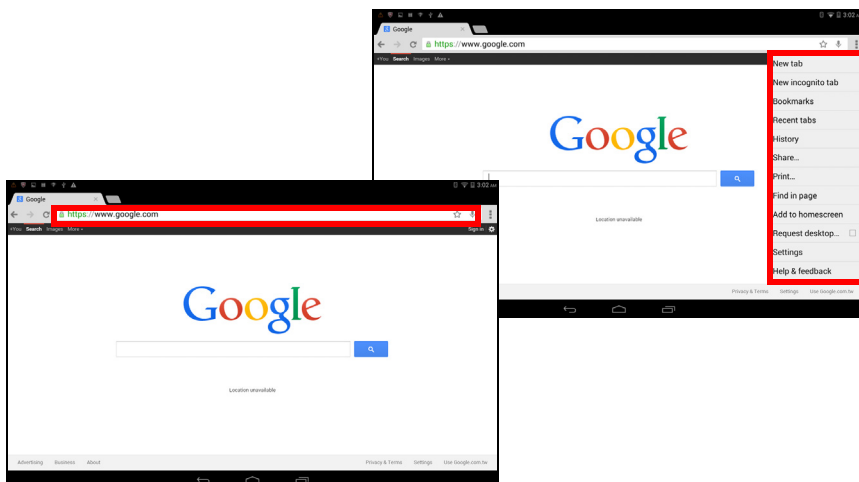 3:02 AM
Google
https://www.google.com
+You Search Images More
New tab
New incognito tab
Bookmarks
Recent tabs
History
Share...
Print...
Find in page
Add to homescreen
Request desktop...
Settings
Help & feedback
Google
Location unavailable
Privacy & Terms Settings Use Google.com.tw
3:02 AM
Google
https://www.google.com
+You Search Images More
Sign in
Google
Location unavailable
Advertising Business About
Privacy & Terms Settings Use Google.com.tw